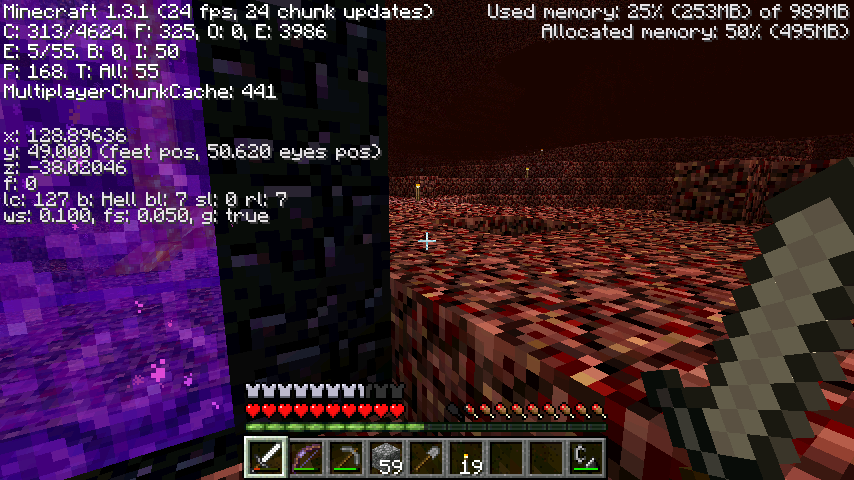 Minecraft 1.3.1 (24 fps, 24 chunk updates)
Used memory: 25% (253MB) of 989MB
C: 313/4624. F: 325, O: 0, E: 3986
Allocated memory: 50% (495MB)
E: 5/55. B: 0, I: 50
P: 168. T: All: 55
MultiplayerChunkCache: 441
x: 128.89636
y: 49.000 (feet pos, 50.620 eyes pos)
z: -38.02046
f: 0
lc: 127 b: Hell bl: 7 sl: 0 rl: 7
ws: 0.100, fs: 0.050, g: true
59
19